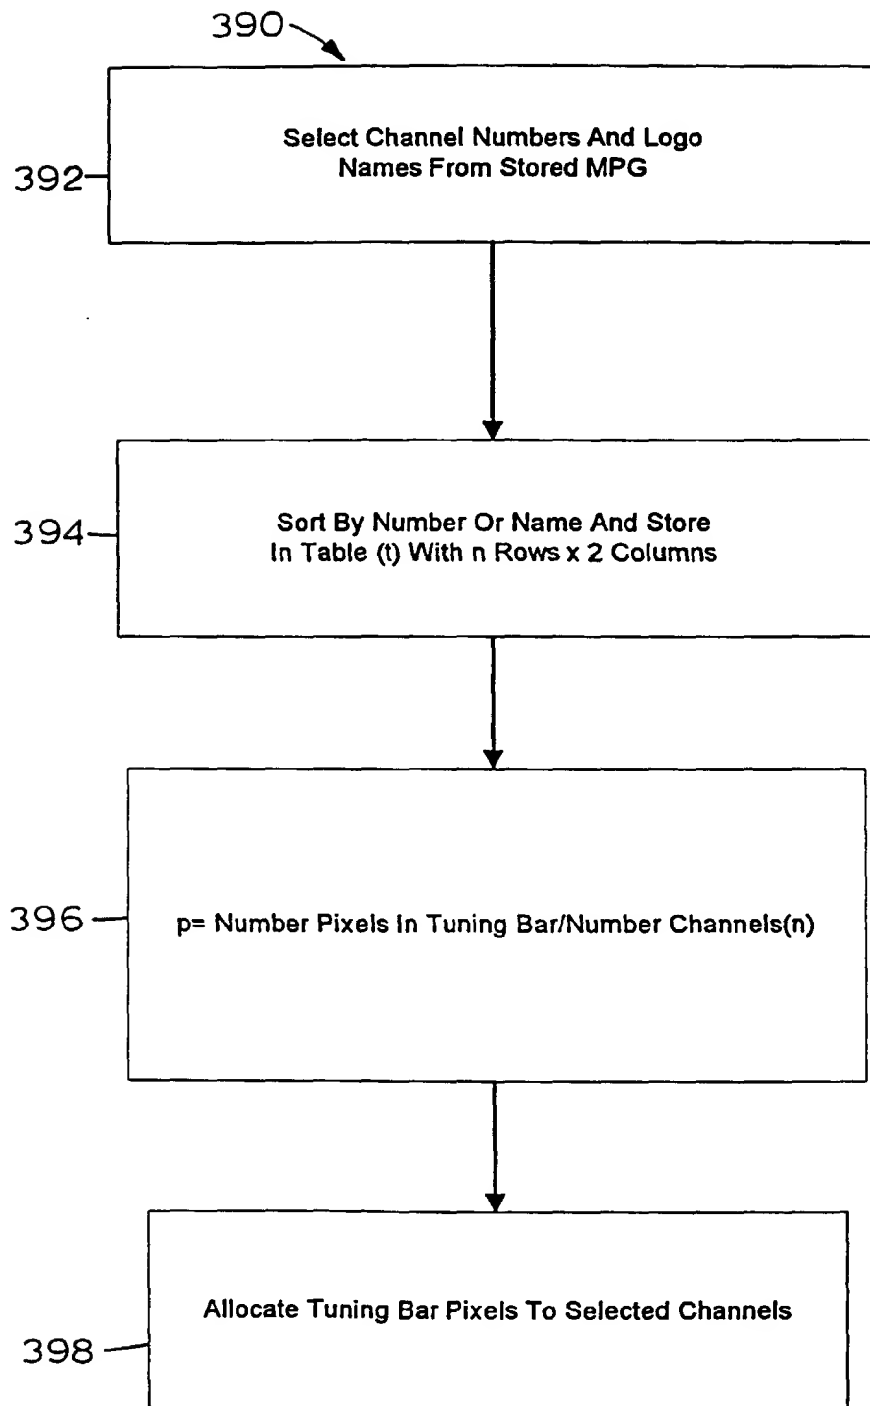 390
392
Select Channel Numbers And Logo
Names From Stored MPG
394
Sort By Number Or Name And Store
In Table (t) With n Rows x 2 Columns
396
p= Number Pixels In Tuning Bar/Number Channels(n)
Allocate Tuning Bar Pixels To Selected Channels
398